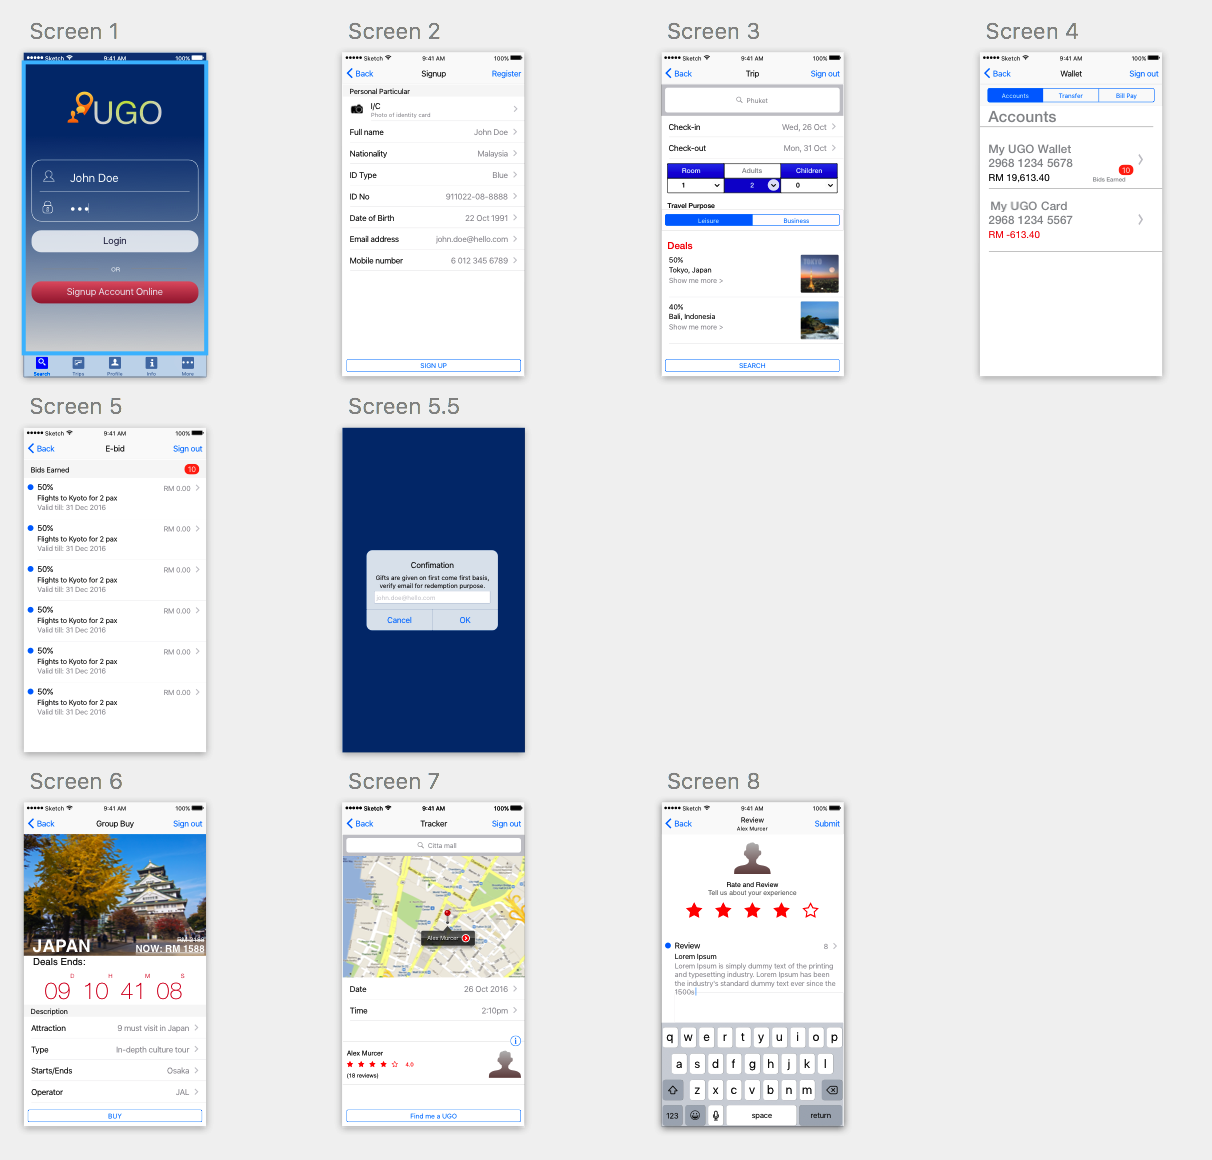 Screen 1
Sketch 9:41 AM 100%
UGO
John Doe
Login
OR
Signup Account Online
Search Trips Profile Info More
Screen 2
Sketch 9:41 AM 100%
Back Signup Register
Personal Particular
I/C
Photo of identity card
Full name John Doe
Nationality Malaysia
ID Type Blue
ID No 911022-08-8888
Date of Birth 22 Oct 1991
Email address john.doe@hello.com
Mobile number 6 012 345 6789
SIGN UP
Screen 3
Sketch 9:41 AM 100%
Back Trip Sign out
Phuket
Check-in Wed, 26 Oct
Check-out Mon, 31 Oct
Room Adults Children
1 2 0
Travel Purpose
Leisure Business
Deals
50%
Tokyo, Japan
Show me more >
TOKYO
40%
Bali, Indonesia
Show me more >
SEARCH
Screen 4
Sketch 9:41 AM 100%
Back Wallet Sign out
Accounts Transfer Bill Pay
Accounts
My UGO Wallet
2968 1234 5678
RM 19,613.40
10
Bids Earned
My UGO Card
2968 1234 5567
RM -613.40
Screen 5
Sketch 9:41 AM 100%
Back E-bid Sign out
Bids Earned 10
50% RM 0.00
Flights to Kyoto for 2 pax
Valid till: 31 Dec 2016
50% RM 0.00
Flights to Kyoto for 2 pax
Valid till: 31 Dec 2016
50% RM 0.00
Flights to Kyoto for 2 pax
Valid till: 31 Dec 2016
50% RM 0.00
Flights to Kyoto for 2 pax
Valid till: 31 Dec 2016
50% RM 0.00
Flights to Kyoto for 2 pax
Valid till: 31 Dec 2016
50% RM 0.00
Flights to Kyoto for 2 pax
Valid till: 31 Dec 2016
Screen 5.5
Confimation
Gifts are given on first come first basis,
verify email for redemption purpose.
john.doe@hello.com
Cancel OK
Screen 6
Sketch 9:41 AM 100%
Back Group Buy Sign out
JAPAN
RM 3188
NOW: RM 1588
Deals Ends:
D H M S
09 10 41 08
Description
Attraction 9 must visit in Japan
Type In-depth culture tour
Starts/Ends Osaka
Operator JAL
BUY
Screen 7
Sketch 9:41 AM 100%
Back Tracker Sign out
Citta mall
Alex Murcer
Date 26 Oct 2016
Time 2:10pm
Alex Murcer
4.0
(18 reviews)
Find me a UGO
Screen 8
Sketch 9:41 AM 100%
Back Review Submit
Alex Murcer
Rate and Review
Tell us about your experience
Review 8
Lorem Ipsum
Lorem Ipsum is simply dummy text of the printing
and typesetting industry. Lorem Ipsum has been
the industry's standard dummy text ever since the
1500s
q w e r t y u i o p
a s d f g h j k l
z x c v b n m
123 space return